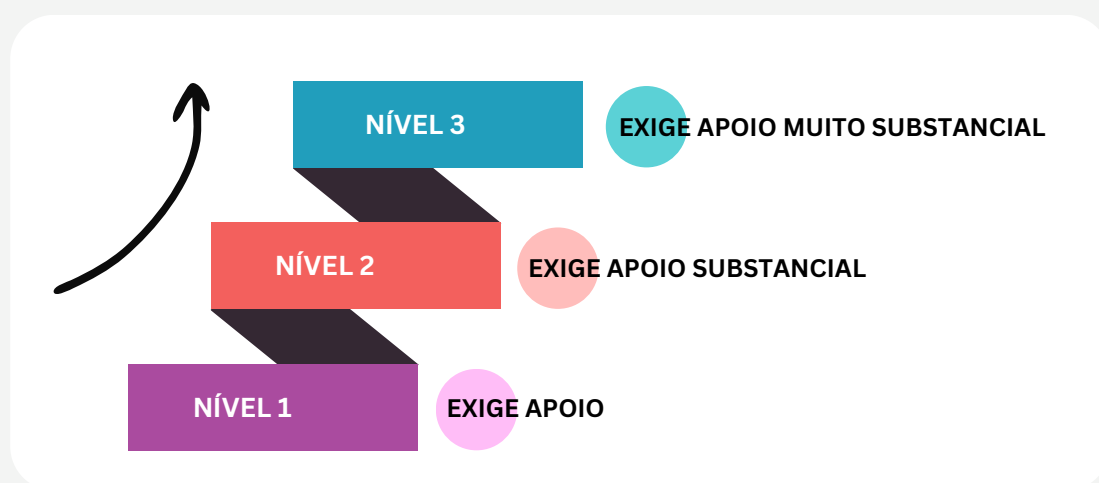 NÍVEL 3 EXIGE APOIO MUITO SUBSTANCIAL
NÍVEL 2 EXIGE APOIO SUBSTANCIAL
NÍVEL 1 EXIGE APOIO